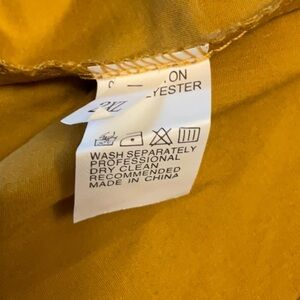 WASH SEPARATELY
PROFESSIONAL
DRY CLEAN
RECOMMENDED
MADE IN CHINA